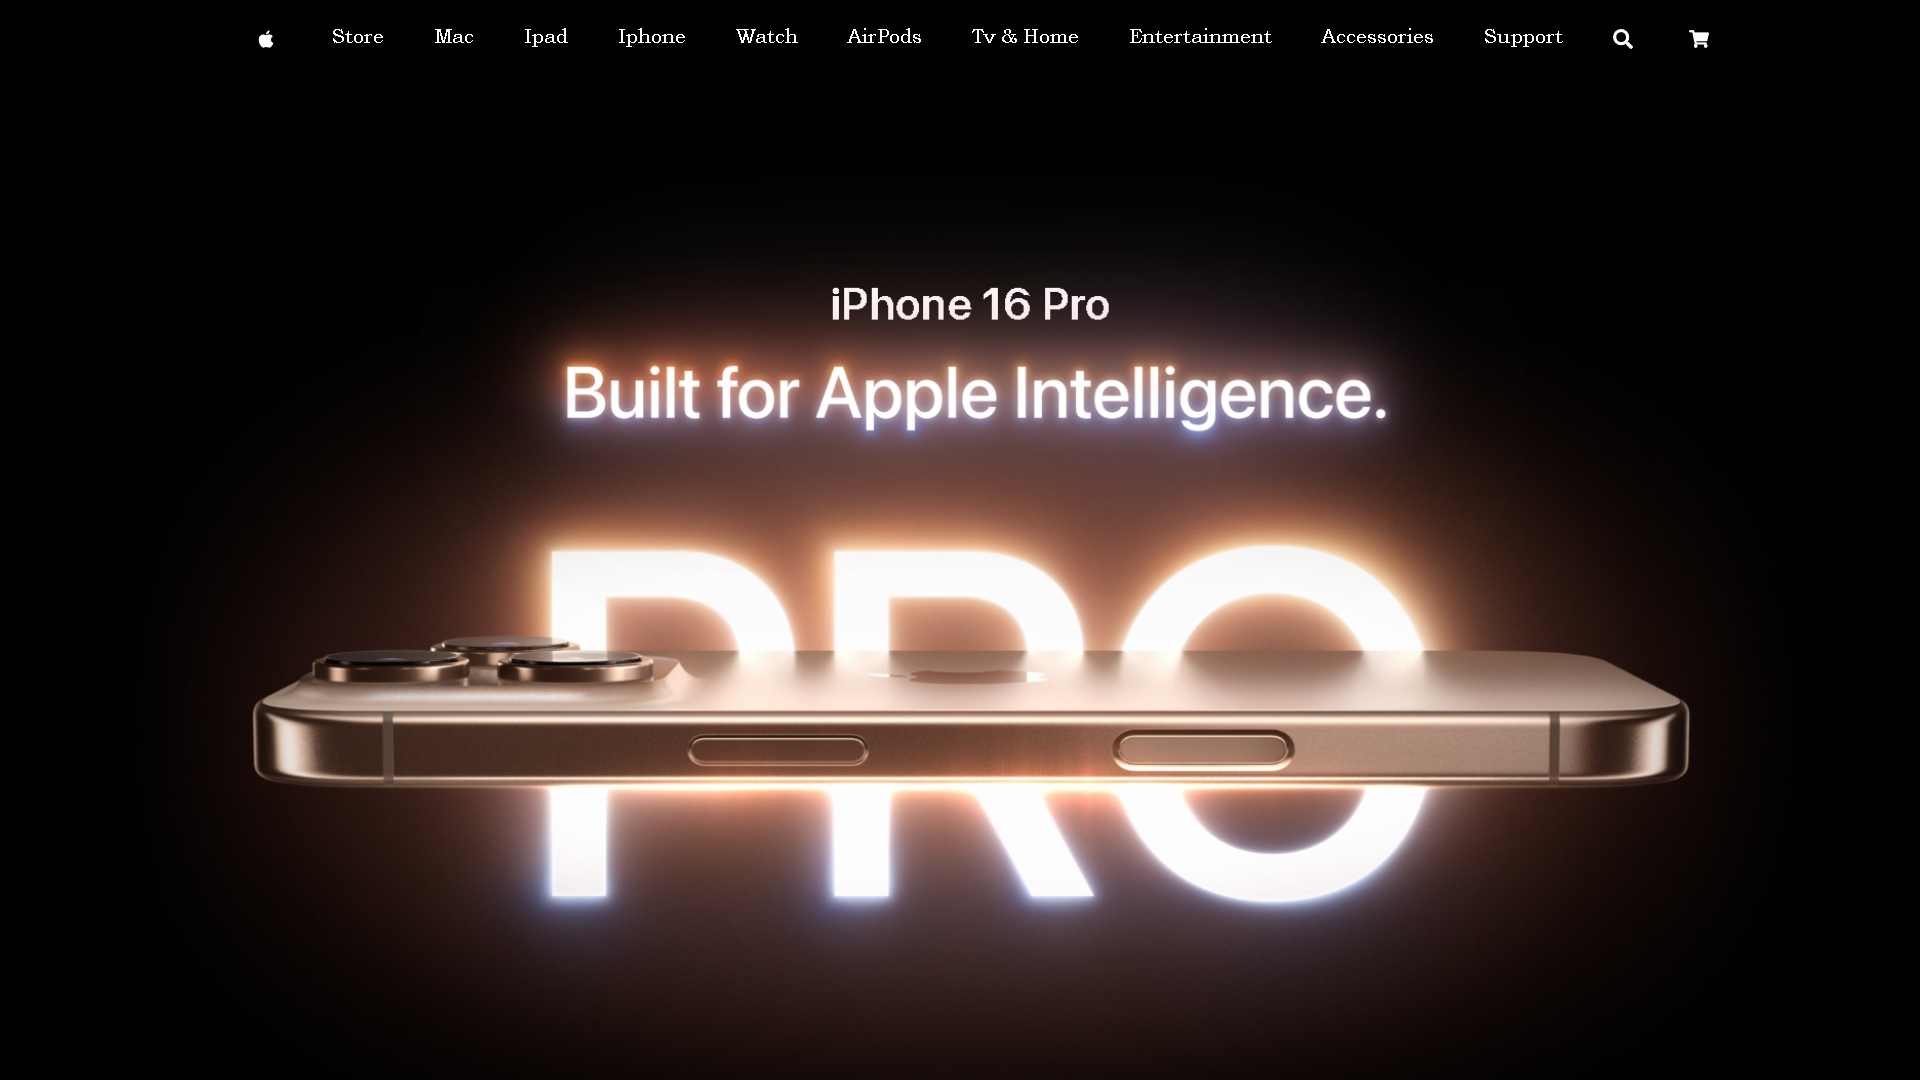 Store Mac Ipad Iphone Watch AirPods Tv & Home Entertainment Accessories Support
iPhone 16 Pro
Built for Apple Intelligence.
PRO